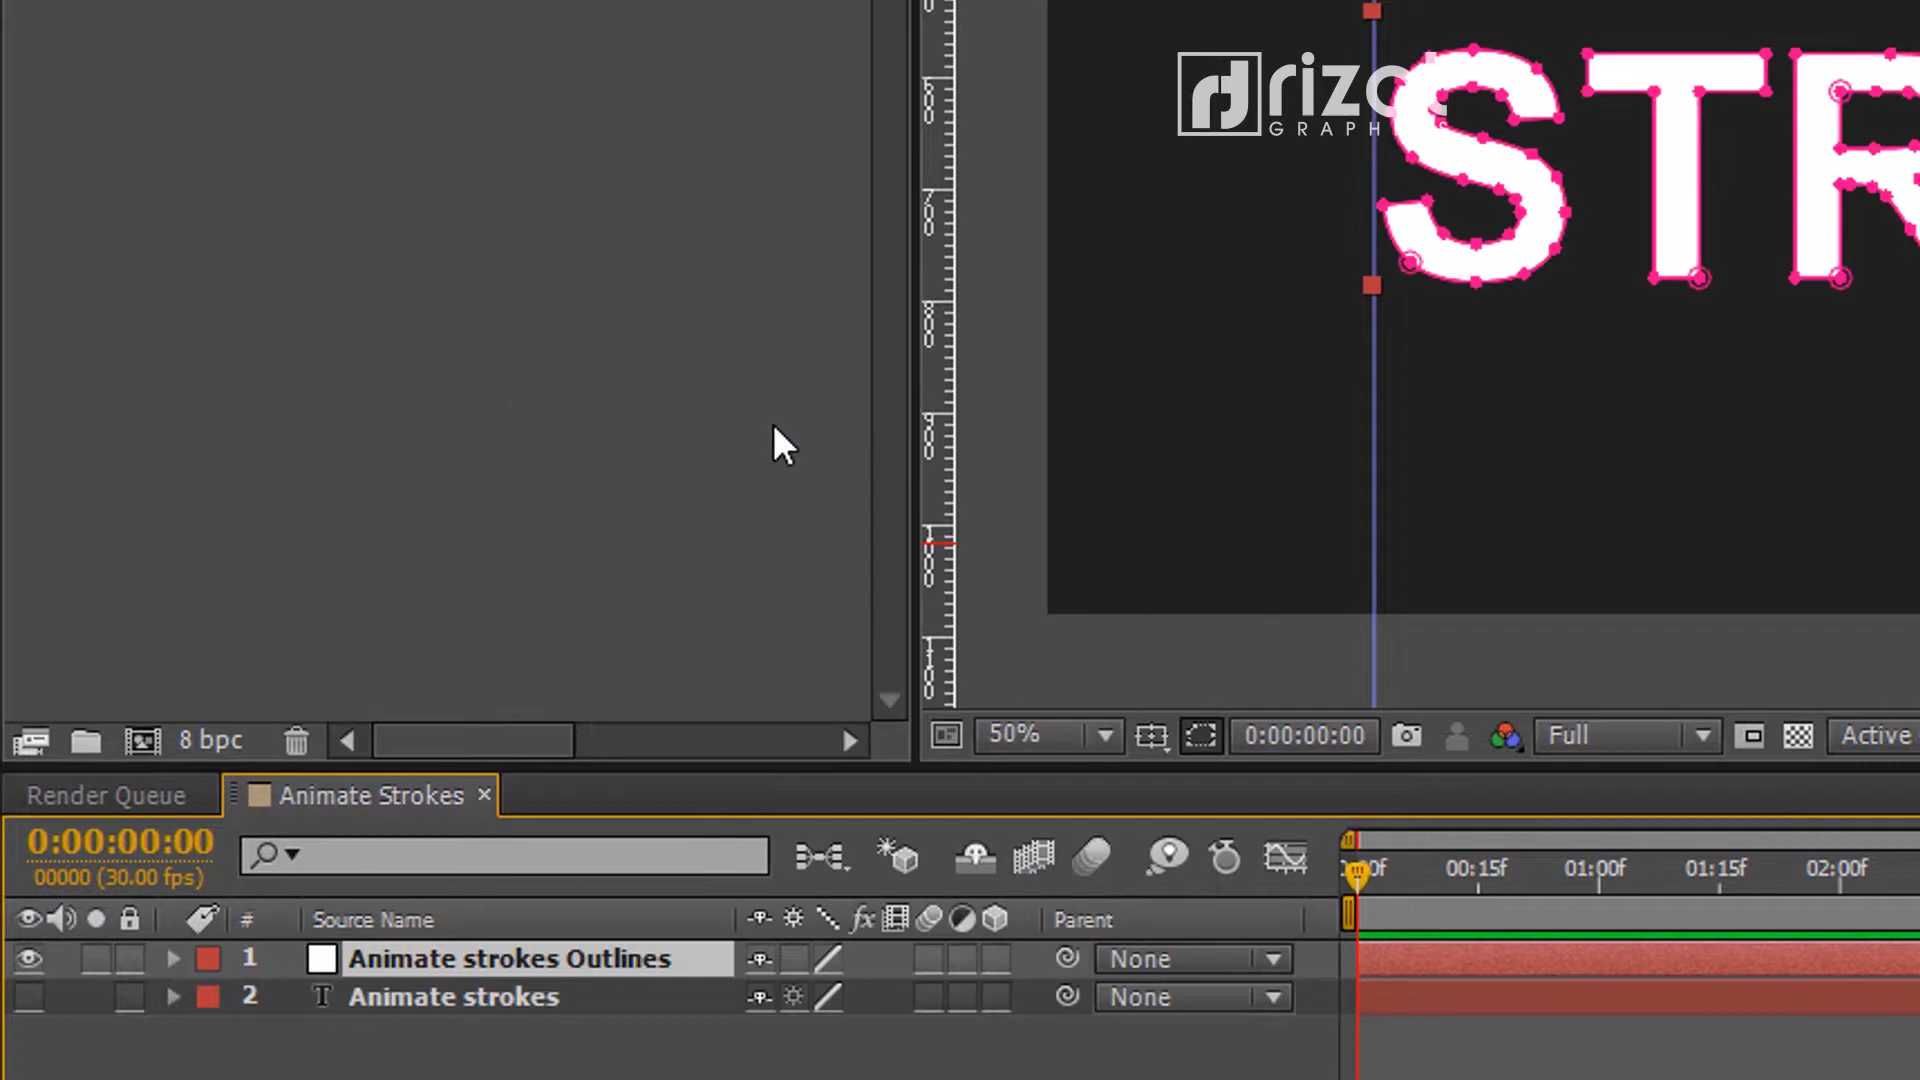 rizo
GRAPH S
STR
8 bpc
50%
0:00:00:00
Full
Active
Render Queue
Animate Strokes ×
0:00:00:00
00000 (30.00 fps)
00f 00:15f 01:00f 01:15f 02:00f
# Source Name fx Parent
1 Animate strokes Outlines None
2 T Animate strokes None